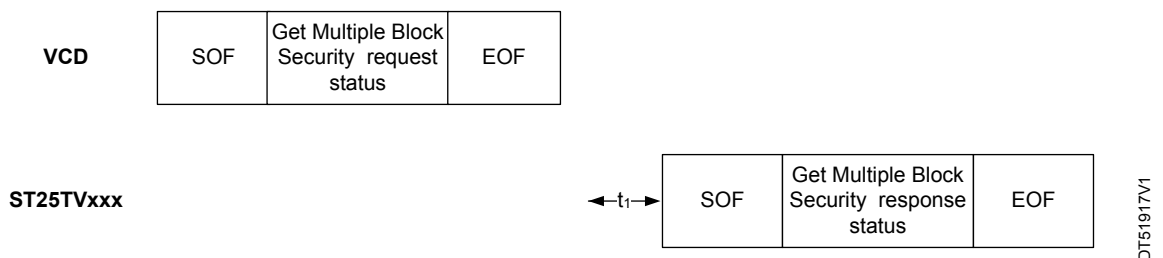 VCD
SOF
Get Multiple Block
Security request
status
EOF
ST25TVxxx
t1
SOF
Get Multiple Block
Security response
status
EOF
DT51917V1